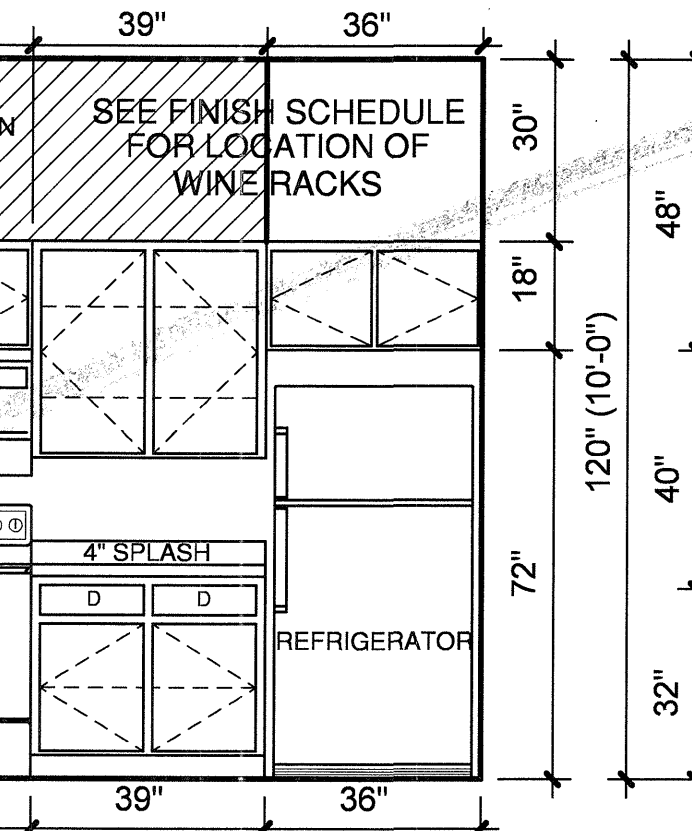 39" 36"
N
SEE FINISH SCHEDULE
FOR LOCATION OF
WINE RACKS
30"
48"
18"
120" (10'-0")
40"
4" SPLASH
72"
D D
REFRIGERATOR
32"
39" 36"